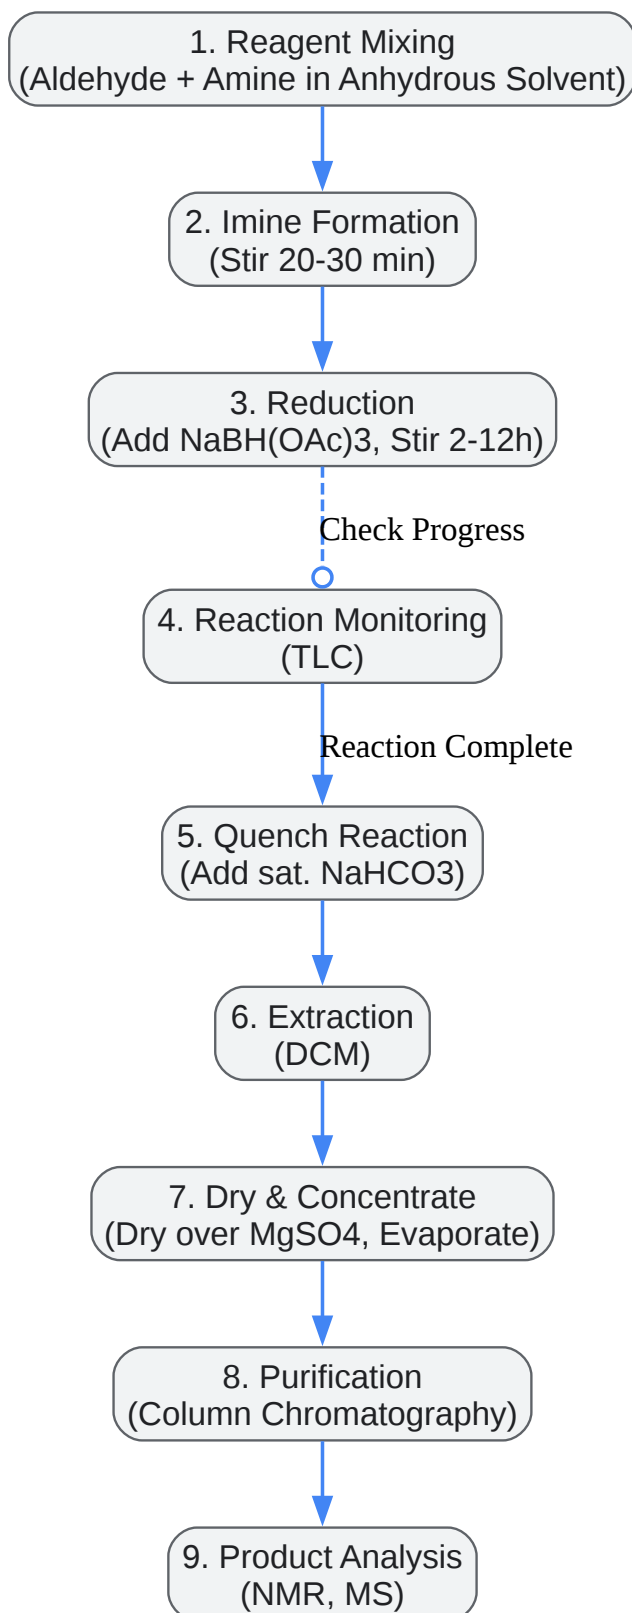 1. Reagent Mixing
(Aldehyde + Amine in Anhydrous Solvent)
2. Imine Formation
(Stir 20-30 min)
3. Reduction
(Add NaBH(OAc)3, Stir 2-12h)
Check Progress
4. Reaction Monitoring
(TLC)
Reaction Complete
5. Quench Reaction
(Add sat. NaHCO3)
6. Extraction
(DCM)
7. Dry & Concentrate
(Dry over MgSO4, Evaporate)
8. Purification
(Column Chromatography)
9. Product Analysis
(NMR, MS)